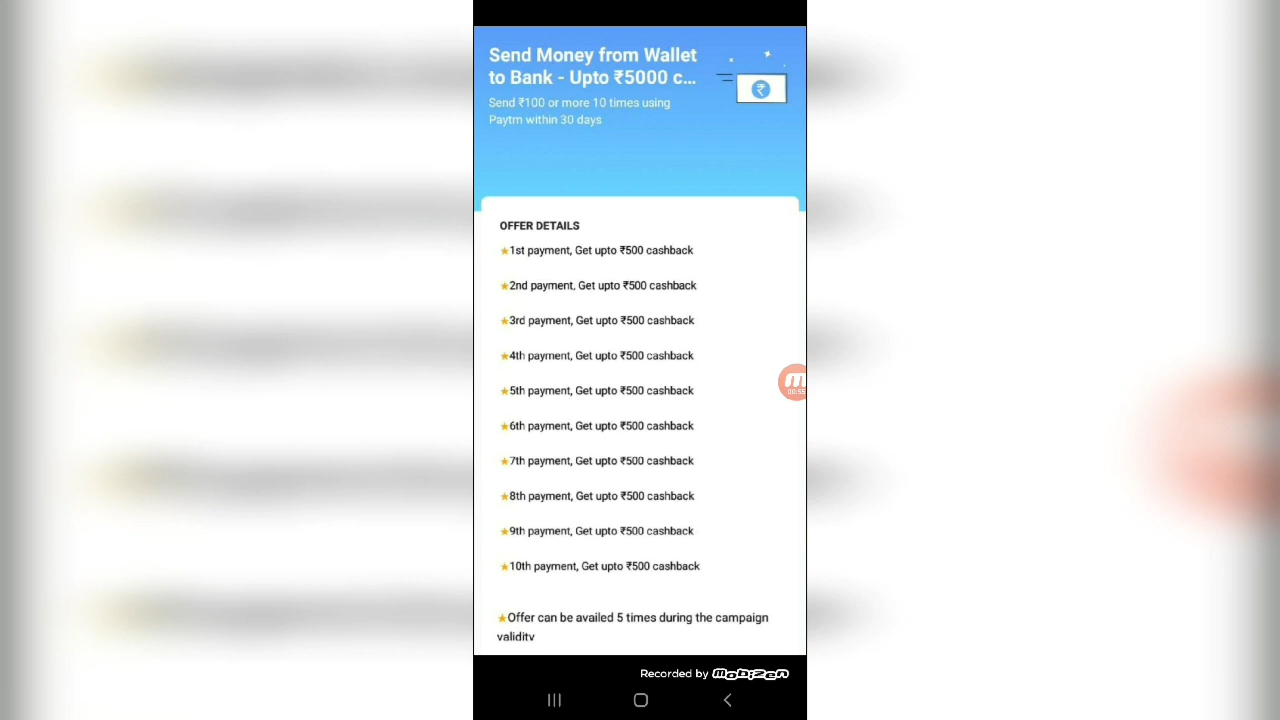 Send Money from Wallet
to Bank - Upto ₹5000 c...
Send ₹100 or more 10 times using
Paytm within 30 days
₹
OFFER DETAILS
★1st payment, Get upto ₹500 cashback
★2nd payment, Get upto ₹500 cashback
★3rd payment, Get upto ₹500 cashback
★4th payment, Get upto ₹500 cashback
★5th payment, Get upto ₹500 cashback
★6th payment, Get upto ₹500 cashback
★7th payment, Get upto ₹500 cashback
★8th payment, Get upto ₹500 cashback
★9th payment, Get upto ₹500 cashback
★10th payment, Get upto ₹500 cashback
★Offer can be availed 5 times during the campaign
validity
00:55
Recorded by mobizen